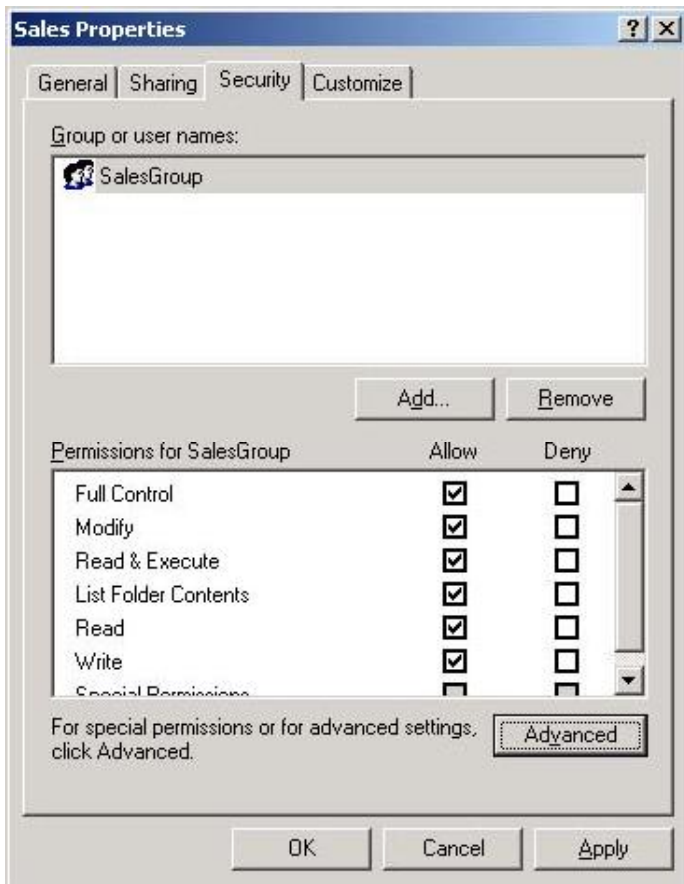 Sales Properties
General Sharing Security Customize
Group or user names:
SalesGroup
Add... Remove
Permissions for SalesGroup Allow Deny
Full Control
Modify
Read & Execute
List Folder Contents
Read
Write
Special Permissions
For special permissions or for advanced settings, Advanced
click Advanced.
OK Cancel Apply